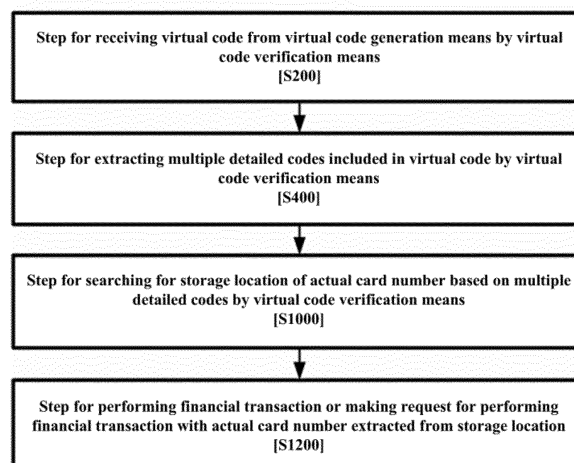 Step for receiving virtual code from virtual code generation means by virtual
code verification means
[S200]
Step for extracting multiple detailed codes included in virtual code by virtual
code verification means
[S400]
Step for searching for storage location of actual card number based on multiple
detailed codes by virtual code verification means
[S1000]
Step for performing financial transaction or making request for performing
financial transaction with actual card number extracted from storage location
[S1200]